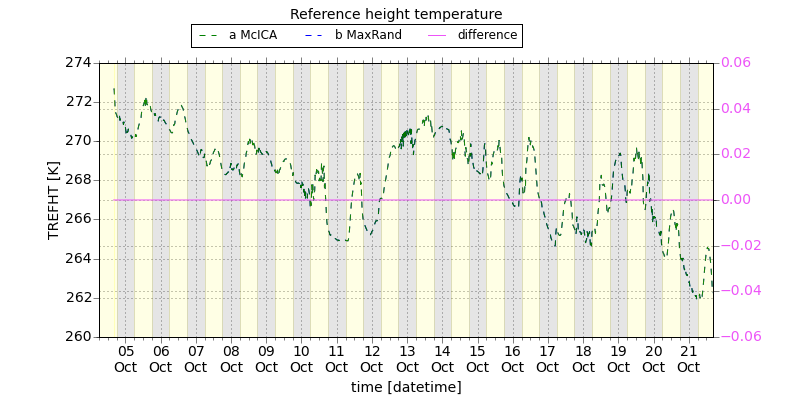 Reference height temperature
a McICA b MaxRand difference
274 0.06
272 0.04
270 0.02
268 0.00
266 −0.02
264 −0.04
262 −0.06
260
TREFHT [K]
05 06 07 08 09 10 11 12 13 14 15 16 17 18 19 20 21
Oct Oct Oct Oct Oct Oct Oct Oct Oct Oct Oct Oct Oct Oct Oct Oct Oct
time [datetime]